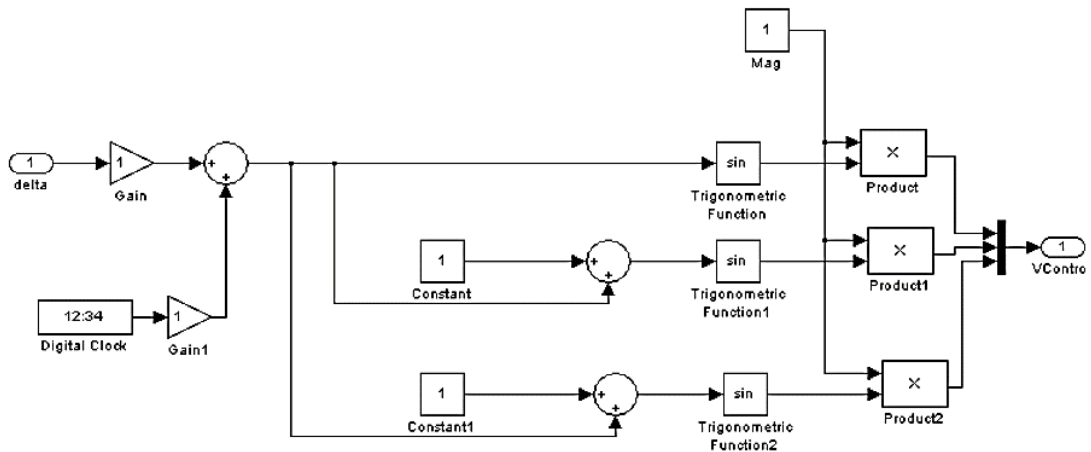 1
Mag
1
delta
1
Gain
+
+
sin
Trigonometric
Function
×
Product
1
Constant
+
+
sin
Trigonometric
Function1
×
Product1
1
VContro
12:34
Digital Clock
1
Gain1
1
Constant1
+
+
sin
Trigonometric
Function2
×
Product2